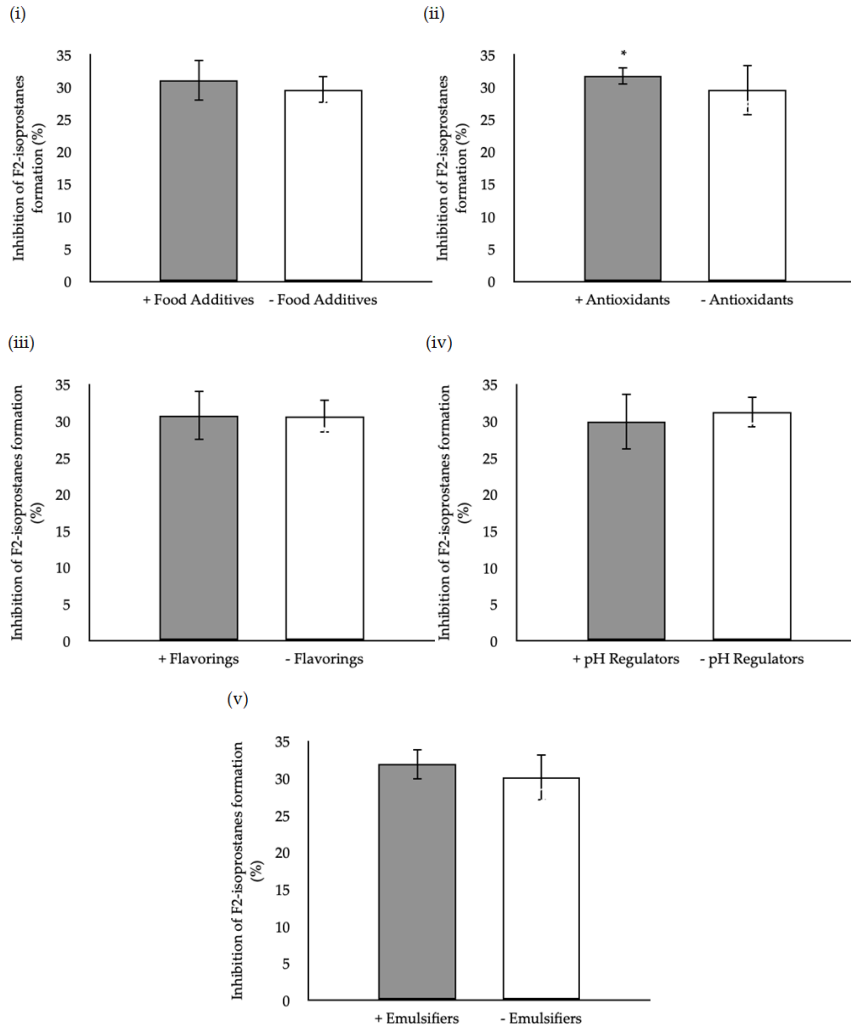 (i)
Inhibition of F2-isoprostanes
formation (%)
35
30
25
20
15
10
5
0
+ Food Additives - Food Additives
(ii)
Inhibition of F2-isoprostanes
formation (%)
35
30
25
20
15
10
5
0
*
+ Antioxidants - Antioxidants
(iii)
Inhibition of F2-isoprostanes formation
(%)
35
30
25
20
15
10
5
0
+ Flavorings - Flavorings
(iv)
Inhibition of F2-isoprostanes formation
(%)
35
30
25
20
15
10
5
0
+ pH Regulators - pH Regulators
(v)
Inhibition of F2-isoprostanes formation
(%)
35
30
25
20
15
10
5
0
+ Emulsifiers - Emulsifiers